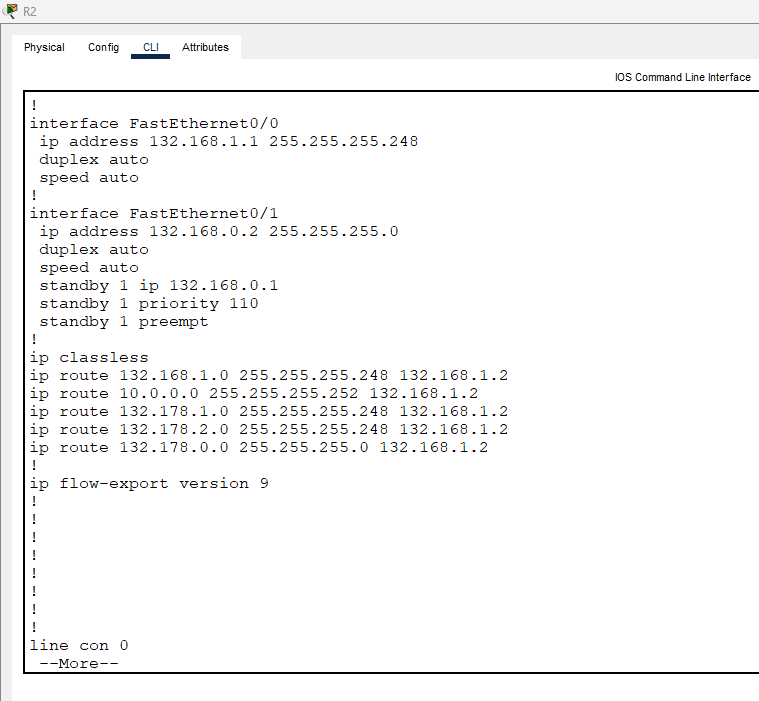 R2
Physical Config CLI Attributes
IOS Command Line Interface
!
interface FastEthernet0/0
 ip address 132.168.1.1 255.255.255.248
 duplex auto
 speed auto
!
interface FastEthernet0/1
 ip address 132.168.0.2 255.255.255.0
 duplex auto
 speed auto
 standby 1 ip 132.168.0.1
 standby 1 priority 110
 standby 1 preempt
!
ip classless
ip route 132.168.1.0 255.255.255.248 132.168.1.2
ip route 10.0.0.0 255.255.255.252 132.168.1.2
ip route 132.178.1.0 255.255.255.248 132.168.1.2
ip route 132.178.2.0 255.255.255.248 132.168.1.2
ip route 132.178.0.0 255.255.255.0 132.168.1.2
!
ip flow-export version 9
!
!
!
!
!
!
!
!
line con 0
 --More--